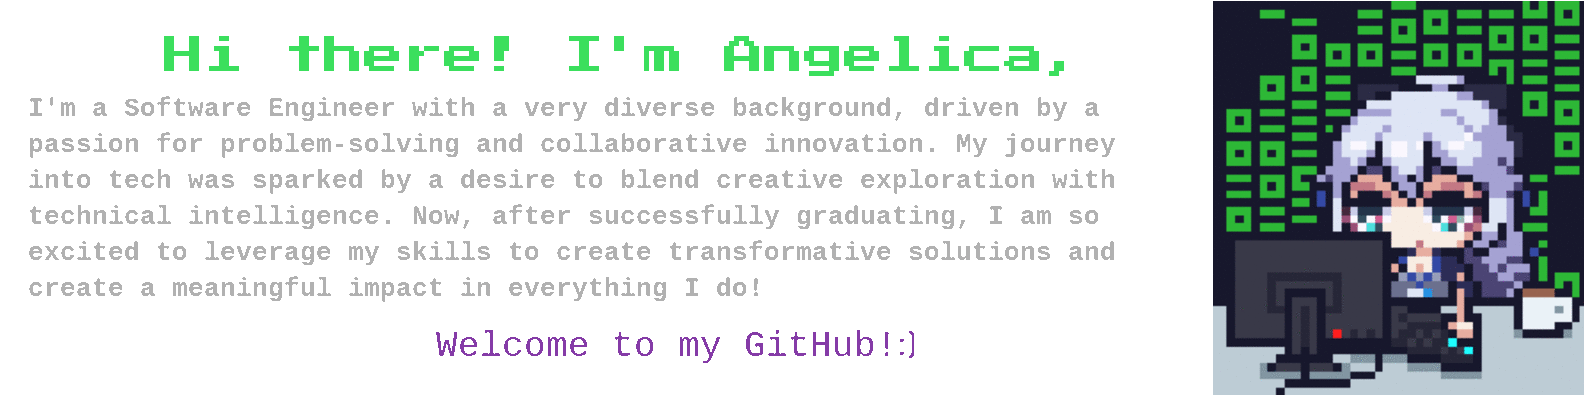 Hi there! I'm Angelica,
I'm a Software Engineer with a very diverse background, driven by a
passion for problem-solving and collaborative innovation. My journey
into tech was sparked by a desire to blend creative exploration with
technical intelligence. Now, after successfully graduating, I am so
excited to leverage my skills to create transformative solutions and
create a meaningful impact in everything I do!
Welcome to my GitHub!:)